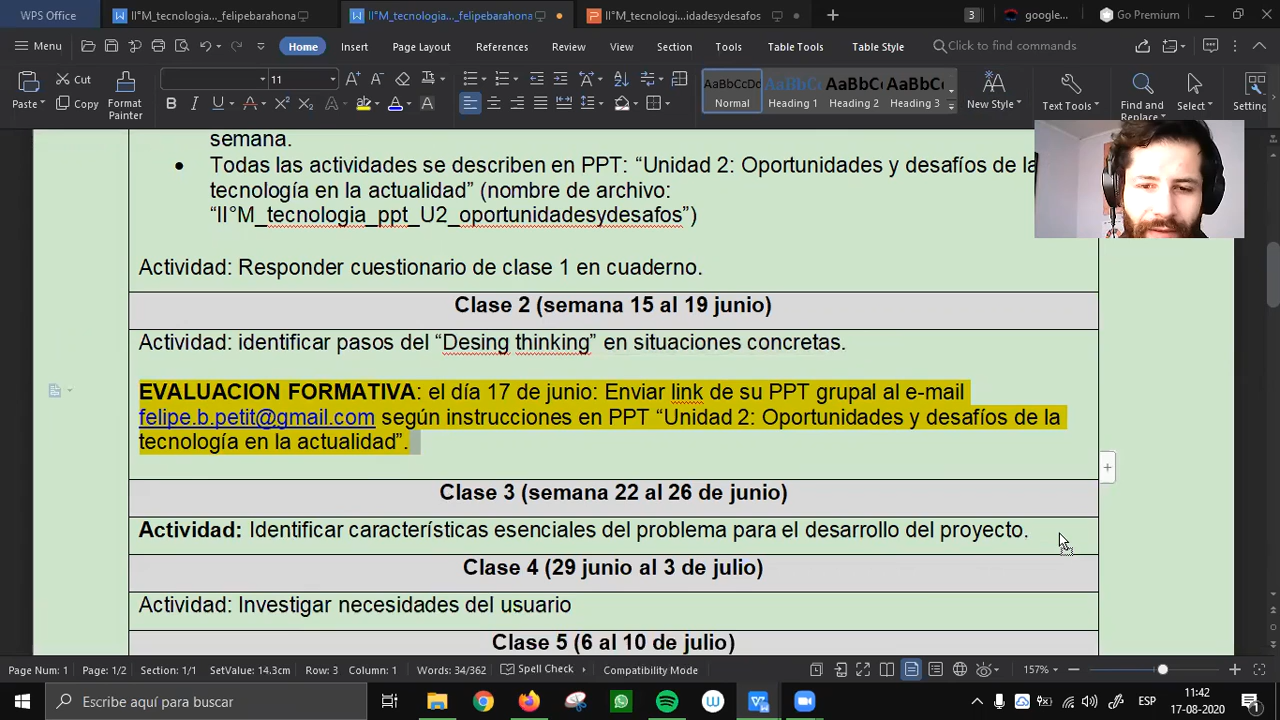 WPS Office
II°M_tecnologia..._felipebarahona
II°M_tecnologia..._felipebarahona
II°M_tecnologi...idadesydesafos
3
google...
Go Premium
Menu
Home
Insert
Page Layout
References
Review
View
Section
Tools
Table Tools
Table Style
Click to find commands
Paste
Cut
Copy
Format
Painter
11
AaBbCcDd
Normal
AaBbC
Heading 1
AaBbC
Heading 2
AaBbC
Heading 3
New Style
Text Tools
Find and
Replace
Select
Setting
semana.
• Todas las actividades se describen en PPT: “Unidad 2: Oportunidades y desafíos de la
tecnología en la actualidad” (nombre de archivo:
“II°M_tecnologia_ppt_U2_oportunidadesydesafos”)
Actividad: Responder cuestionario de clase 1 en cuaderno.
Clase 2 (semana 15 al 19 junio)
Actividad: identificar pasos del “Desing thinking” en situaciones concretas.
EVALUACION FORMATIVA: el día 17 de junio: Enviar link de su PPT grupal al e-mail
felipe.b.petit@gmail.com según instrucciones en PPT “Unidad 2: Oportunidades y desafíos de la
tecnología en la actualidad”.
Clase 3 (semana 22 al 26 de junio)
Actividad: Identificar características esenciales del problema para el desarrollo del proyecto.
Clase 4 (29 junio al 3 de julio)
Actividad: Investigar necesidades del usuario
Clase 5 (6 al 10 de julio)
Page Num: 1
Page: 1/2
Section: 1/1
SetValue: 14.3cm
Row: 3
Column: 1
Words: 34/362
Spell Check
Compatibility Mode
157%
Escribe aquí para buscar
ESP
11:42
17-08-2020
1